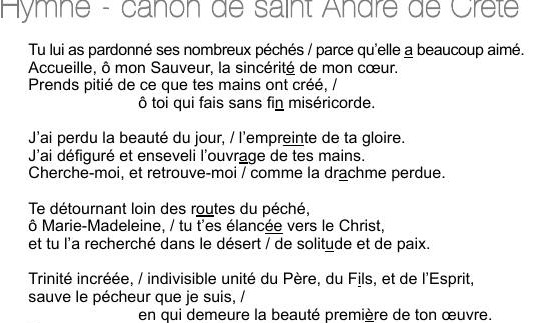 Hymne - canon de saint André de Crète
Tu lui as pardonné ses nombreux péchés / parce qu'elle a beaucoup aimé.
Accueille, ô mon Sauveur, la sincérité de mon cœur.
Prends pitié de ce que tes mains ont créé, /
ô toi qui fais sans fin miséricorde.
J'ai perdu la beauté du jour, / l'empreinte de ta gloire.
J'ai défiguré et enseveli l'ouvrage de tes mains.
Cherche-moi, et retrouve-moi / comme la drachme perdue.
Te détournant loin des routes du péché,
ô Marie-Madeleine, / tu t'es élancée vers le Christ,
et tu l'a recherché dans le désert / de solitude et de paix.
Trinité incréée, / indivisible unité du Père, du Fils, et de l'Esprit,
sauve le pécheur que je suis, /
en qui demeure la beauté première de ton œuvre.